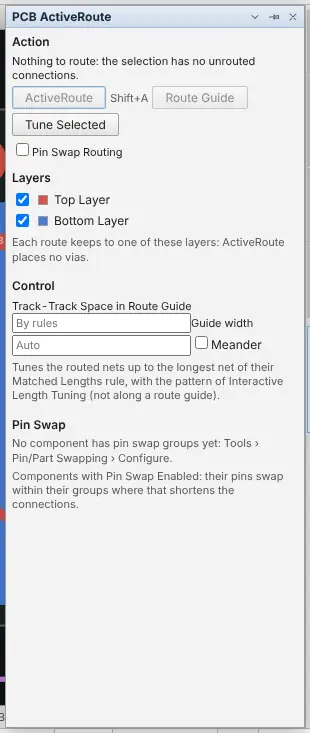 PCB ActiveRoute
Action
Nothing to route: the selection has no unrouted
connections.
ActiveRoute Shift+A Route Guide
Tune Selected
Pin Swap Routing
Layers
Top Layer
Bottom Layer
Each route keeps to one of these layers: ActiveRoute
places no vias.
Control
Track-Track Space in Route Guide
By rules Guide width
Auto Meander
Tunes the routed nets up to the longest net of their
Matched Lengths rule, with the pattern of Interactive
Length Tuning (not along a route guide).
Pin Swap
No component has pin swap groups yet: Tools ›
Pin/Part Swapping › Configure.
Components with Pin Swap Enabled: their pins swap
within their groups where that shortens the
connections.